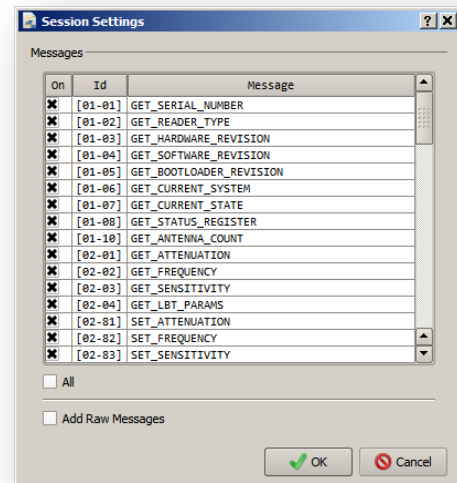 Session Settings
Messages
On Id Message
[01-01] GET_SERIAL_NUMBER
[01-02] GET_READER_TYPE
[01-03] GET_HARDWARE_REVISION
[01-04] GET_SOFTWARE_REVISION
[01-05] GET_BOOTLOADER_REVISION
[01-06] GET_CURRENT_SYSTEM
[01-07] GET_CURRENT_STATE
[01-08] GET_STATUS_REGISTER
[01-10] GET_ANTENNA_COUNT
[02-01] GET_ATTENUATION
[02-02] GET_FREQUENCY
[02-03] GET_SENSITIVITY
[02-04] GET_LBT_PARAMS
[02-81] SET_ATTENUATION
[02-82] SET_FREQUENCY
[02-83] SET_SENSITIVITY
All
Add Raw Messages
OK Cancel